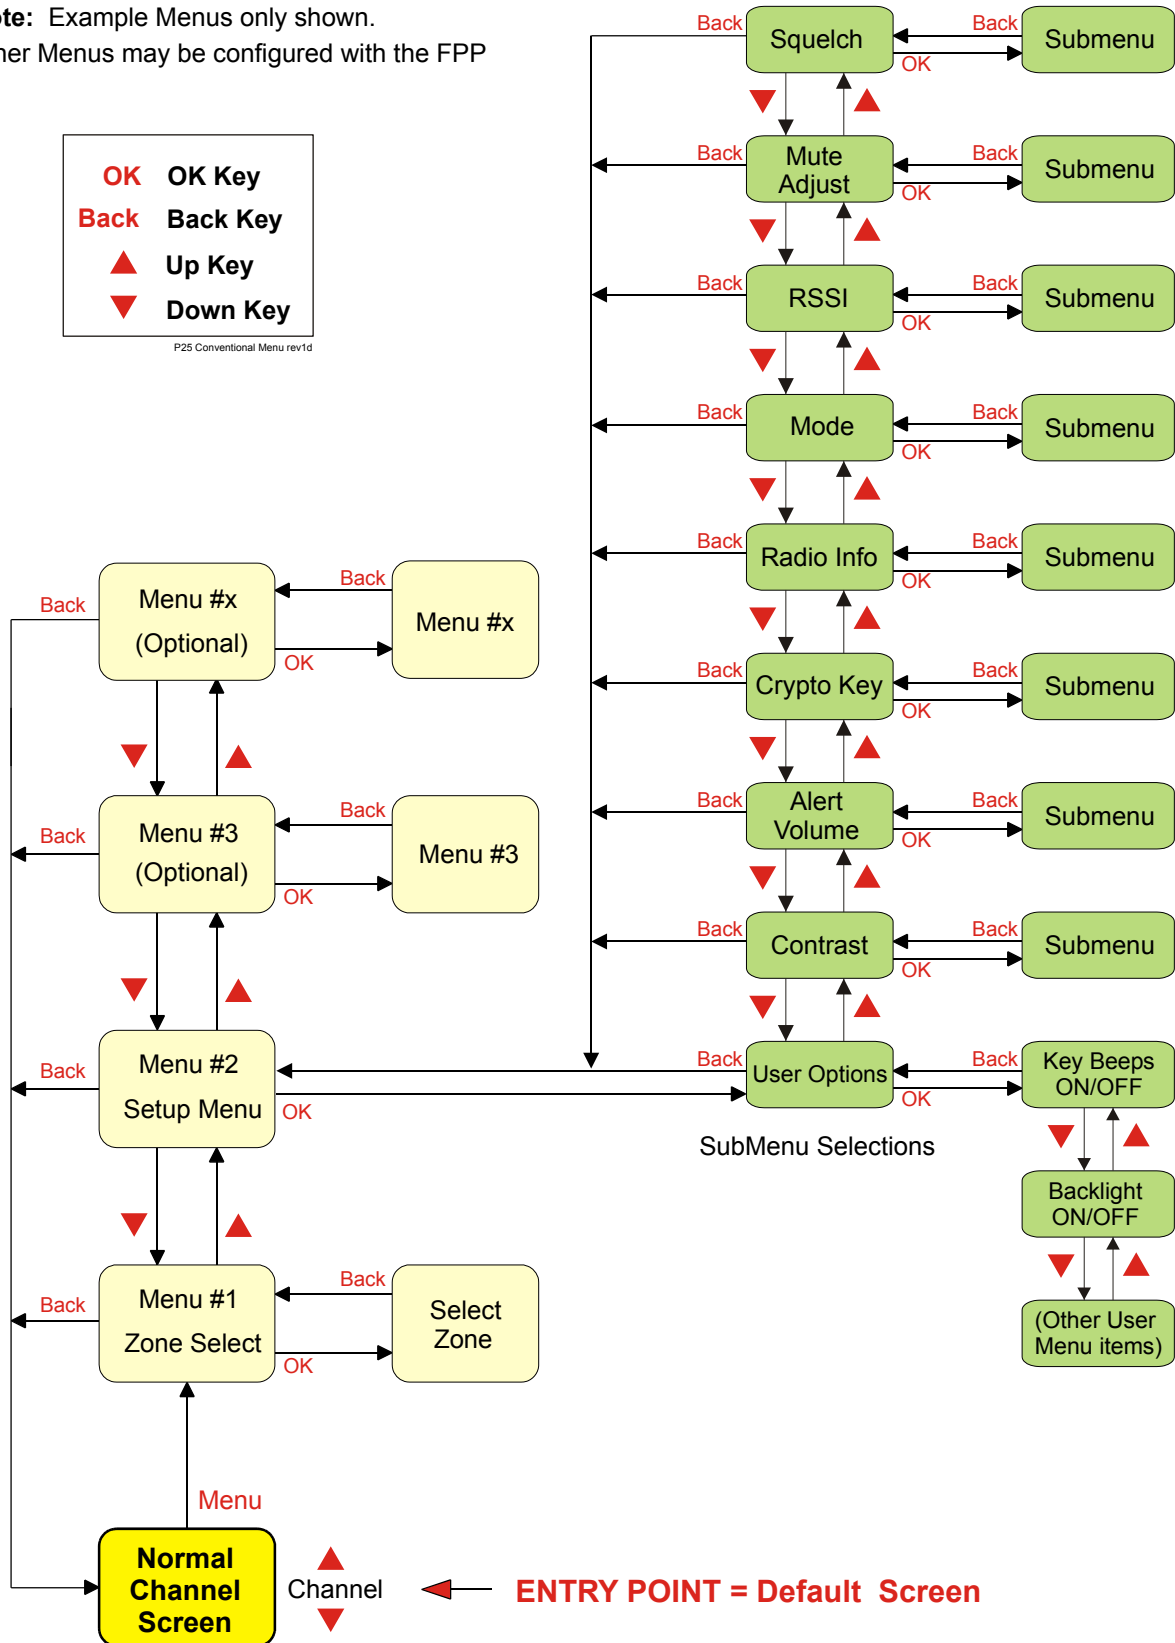 ote: Example Menus only shown.
ner Menus may be configured with the FPP
OK OK Key
Back Back Key
Up Key
Down Key
P25 Conventional Menu rev1d
Back Squelch Back Submenu
OK
Back Mute Adjust Back Submenu
OK
Back RSSI Back Submenu
OK
Back Mode Back Submenu
OK
Back Radio Info Back Submenu
OK
Back Crypto Key Back Submenu
OK
Back Alert Volume Back Submenu
OK
Back Contrast Back Submenu
OK
Back User Options Back Key Beeps ON/OFF
OK
SubMenu Selections
Backlight
ON/OFF
(Other User
Menu items)
Back Menu #x Back Menu #x
(Optional)
OK
Back Menu #3 Back Menu #3
(Optional)
OK
Back Menu #2
Setup Menu OK
Back Menu #1 Back Select Zone
Zone Select
OK
Menu
Normal
Channel
Screen
Channel
ENTRY POINT = Default Screen